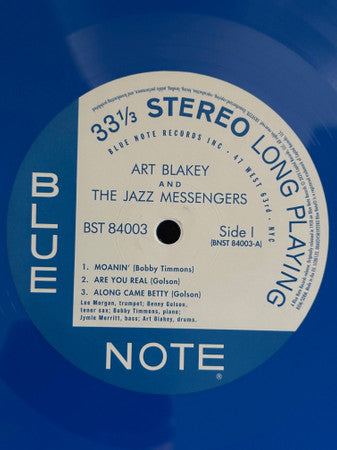 33 1/3 STEREO LONG PLAYING
BLUE NOTE RECORDS INC · 47 WEST 63rd · NYC
ART BLAKEY
AND
THE JAZZ MESSENGERS
BST 84003
Side I
(BNST 84003-A)
1. MOANIN' (Bobby Timmons)
2. ARE YOU REAL (Golson)
3. ALONG CAME BETTY (Golson)
Lee Morgan, trumpet; Benny Golson,
tenor sax; Bobby Timmons, piano;
Jymie Merritt, bass; Art Blakey, drums.
BLUE
NOTE®